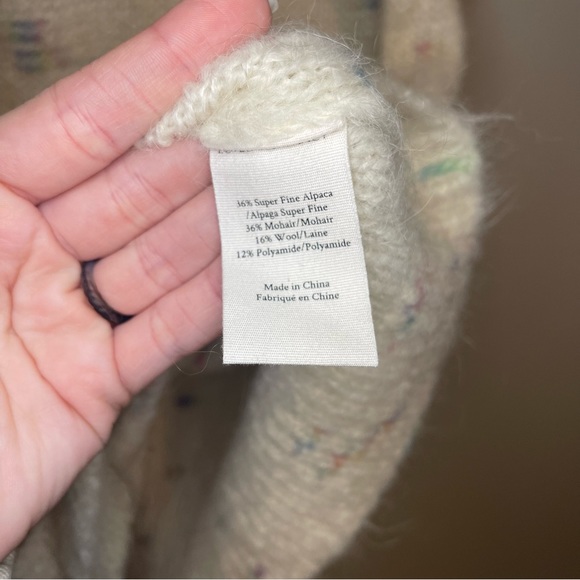 36% Super Fine Alpaca
/Alpaga Super Fine
36% Mohair/Mohair
16% Wool/Laine
12% Polyamide/Polyamide
Made in China
Fabriqué en Chine